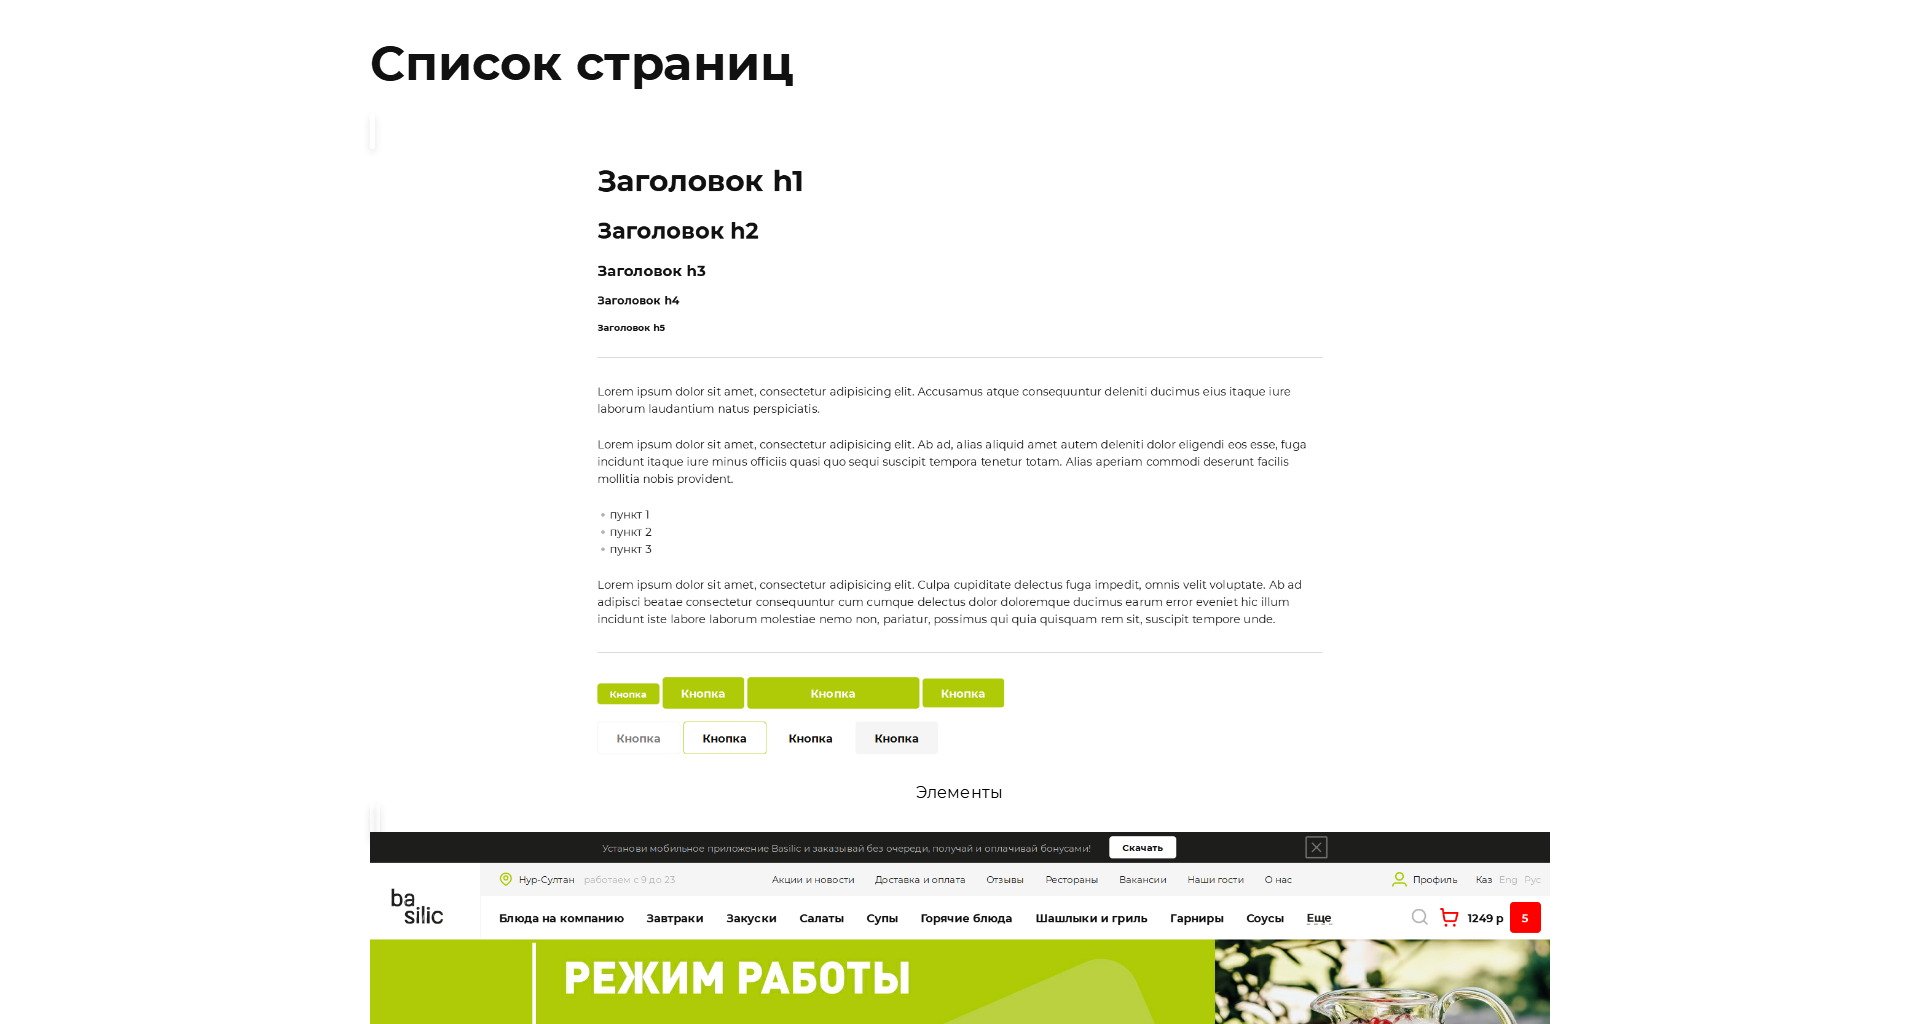 Список страниц
Заголовок h1
Заголовок h2
Заголовок h3
Заголовок h4
Заголовок h5
Lorem ipsum dolor sit amet, consectetur adipisicing elit. Accusamus atque consequuntur deleniti ducimus eius itaque iure
laborum laudantium natus perspiciatis.
Lorem ipsum dolor sit amet, consectetur adipisicing elit. Ab ad, alias aliquid amet autem deleniti dolor eligendi eos esse, fuga
incidunt itaque iure minus officiis quasi quo sequi suscipit tempora tenetur totam. Alias aperiam commodi deserunt facilis
mollitia nobis provident.
пункт 1
пункт 2
пункт 3
Lorem ipsum dolor sit amet, consectetur adipisicing elit. Culpa cupiditate delectus fuga impedit, omnis velit voluptate. Ab ad
adipisci beatae consectetur consequuntur cum cumque delectus dolor doloremque ducimus earum error eveniet hic illum
incidunt iste labore laborum molestiae nemo non, pariatur, possimus qui quia quisquam rem sit, suscipit tempore unde.
Кнопка Кнопка Кнопка Кнопка
Кнопка Кнопка Кнопка Кнопка
Элементы
Установи мобильное приложение Basilic и заказывай без очереди, получай и оплачивай бонусами! Скачать
Нур-Султан работаем с 9 до 23 Акции и новости Доставка и оплата Отзывы Рестораны Вакансии Наши гости О нас Профиль Каз Eng Рус
ba
silic
Блюда на компанию Завтраки Закуски Салаты Супы Горячие блюда Шашлыки и гриль Гарниры Соусы Еще 1249 р 5
РЕЖИМ РАБОТЫ